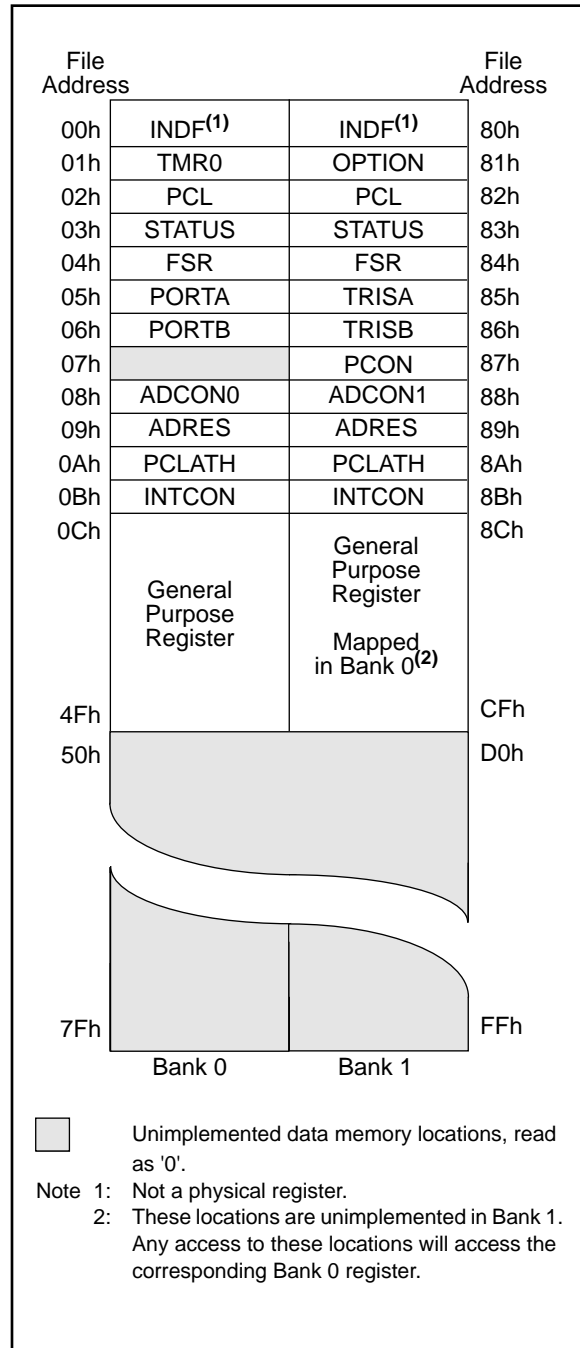 File Address
File Address
00h INDF(1) INDF(1) 80h
01h TMR0 OPTION 81h
02h PCL PCL 82h
03h STATUS STATUS 83h
04h FSR FSR 84h
05h PORTA TRISA 85h
06h PORTB TRISB 86h
07h PCON 87h
08h ADCON0 ADCON1 88h
09h ADRES ADRES 89h
0Ah PCLATH PCLATH 8Ah
0Bh INTCON INTCON 8Bh
0Ch 8Ch
General
Purpose
Register
General
Purpose
Register
Mapped
in Bank 0(2)
4Fh CFh
50h D0h
7Fh FFh
Bank 0 Bank 1
Unimplemented data memory locations, read
as '0'.
Note 1: Not a physical register.
2: These locations are unimplemented in Bank 1.
Any access to these locations will access the
corresponding Bank 0 register.